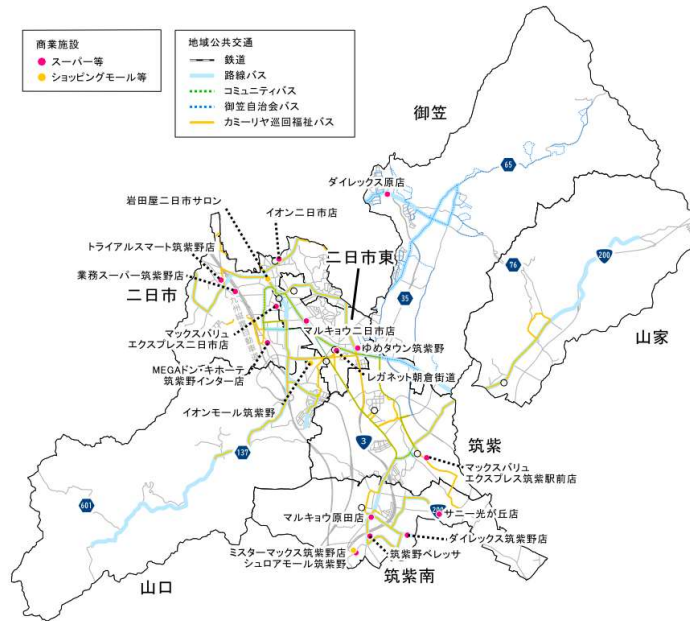 商業施設
スーパー等
ショッピングモール等
地域公共交通
鉄道
路線バス
コミュニティバス
御笠自治会バス
カミーリヤ巡回福祉バス
御笠
65
ダイレックス原店
岩田屋二日市サロン
イオン二日市店
トライアルスマート筑紫野店
二日市東
200
業務スーパー筑紫野店
76
二日市
35
山家
マックスバリュ
エクスプレス二日市店
マルキョウ二日市店
ゆめタウン筑紫野
MEGAドン・キホーテ
筑紫野インター店
レガネット朝倉街道
イオンモール筑紫野
3
筑紫
137
マックスバリュ
エクスプレス筑紫駅前店
601
マルキョウ原田店
サニー光が丘店
ダイレックス筑紫野店
ミスターマックス筑紫野店
シュロアモール筑紫野
筑紫野ベレッサ
山口
筑紫南